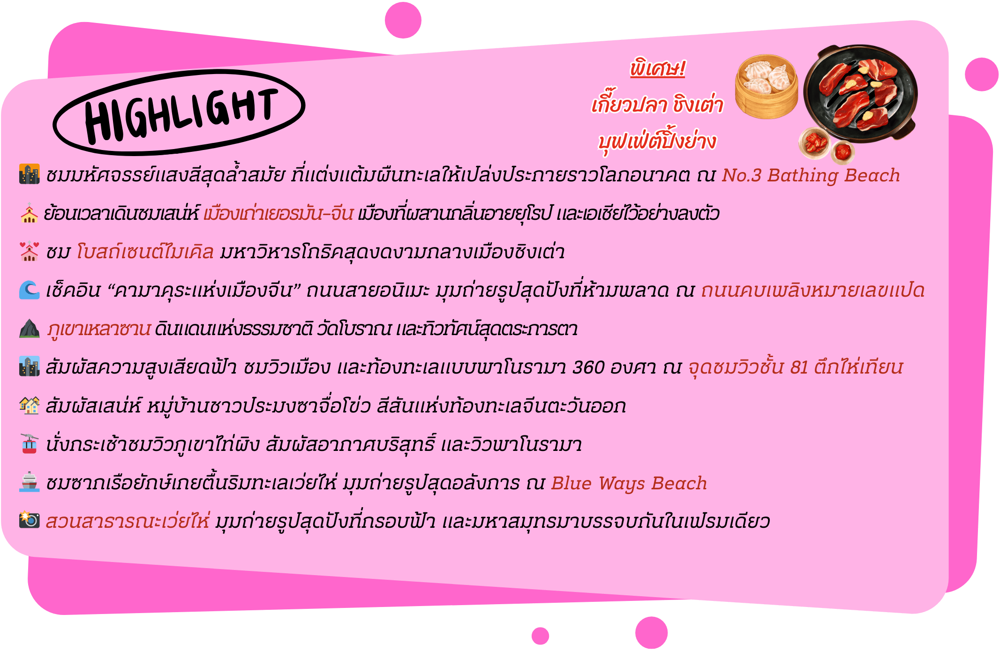 HIGHLIGHT
พิเศษ!
เกี๊ยวปลา ชิงเต่า
บุฟเฟ่ต์ปิ้งย่าง
ชมมหัศจรรย์แสงสีสุดล้ำสมัย ที่แต่งแต้มผืนทะเลให้เปล่งประกายราวโลกอนาคต ณ No.3 Bathing Beach
ย้อนเวลาเดินชมเสน่ห์ เมืองเก่าเยอรมัน-จีน เมืองที่ผสานกลิ่นอายยุโรป และเอเชียไว้อย่างลงตัว
ชม โบสถ์เซนต์ไมเคิล มหาวิหารโกธิคสุดงดงามกลางเมืองชิงเต่า
เช็คอิน “คามาคุระแห่งเมืองจีน” ถนนสายอนิเมะ มุมถ่ายรูปสุดปังที่ห้ามพลาด ณ ถนนคบเพลิงหมายเลขแปด
ภูเขาเหลาซาน ดินแดนแห่งธรรมชาติ วัดโบราณ และทิวทัศน์สุดตระการตา
สัมผัสความสูงเสียดฟ้า ชมวิวเมือง และท้องทะเลแบบพาโนรามา 360 องศา ณ จุดชมวิวชั้น 81 ตึกไห่เทียน
สัมผัสเสน่ห์ หมู่บ้านชาวประมงซาจื่อโข่ว สีสันแห่งท้องทะเลจีนตะวันออก
นั่งกระเช้าชมวิวภูเขาไท่ผิง สัมผัสอากาศบริสุทธิ์ และวิวพาโนรามา
ชมซากเรือยักษ์เกยตื้นริมทะเลเว่ยไห่ มุมถ่ายรูปสุดอลังการ ณ Blue Ways Beach
สวนสาธารณะเว่ยไห่ มุมถ่ายรูปสุดปังที่กรอบฟ้า และมหาสมุทรมาบรรจบกันในเฟรมเดียว